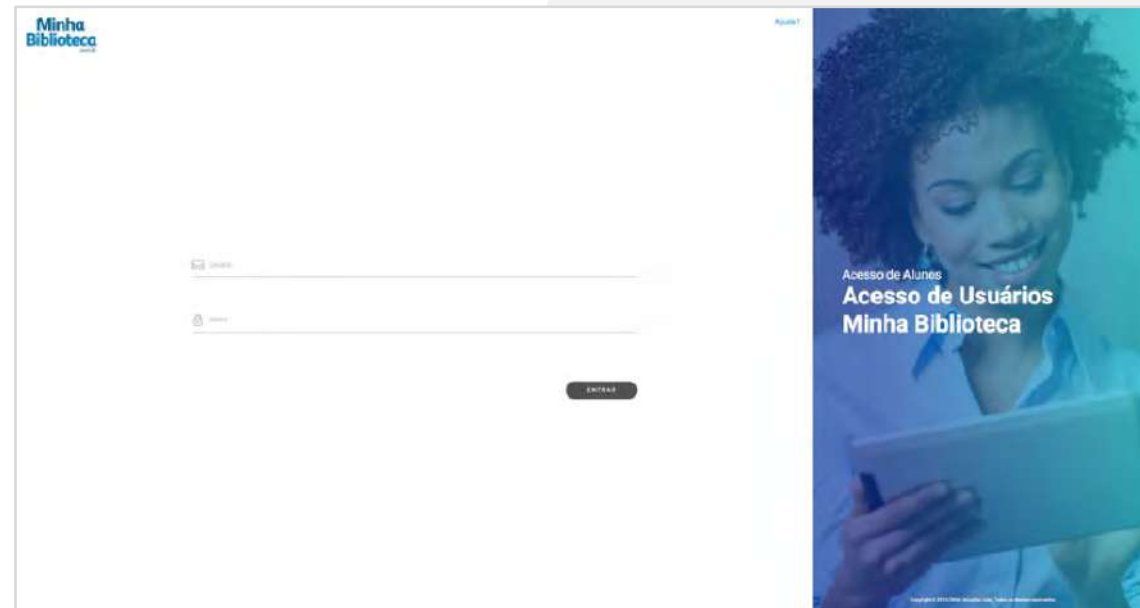 Minha
Biblioteca
Ajuda?
Acesso de Alunos
Acesso de Usuários
Minha Biblioteca
ENTRAR